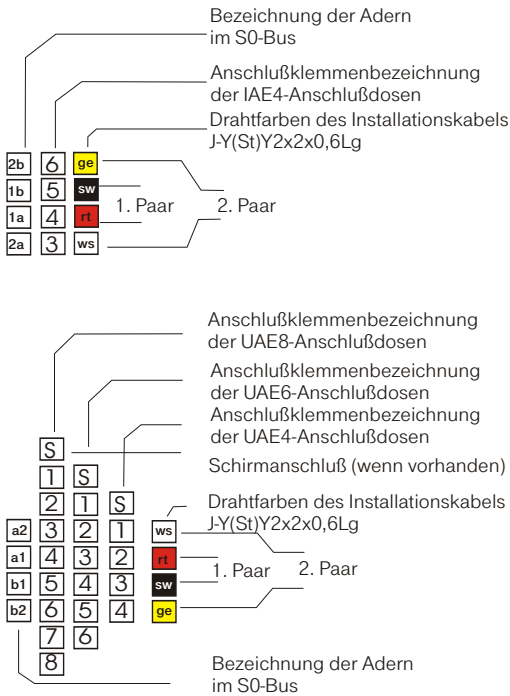 Bezeichnung der Adern
im S0-Bus
Anschlußklemmenbezeichnung
der IAE4-Anschlußdosen
Drahtfarben des Installationskabels
J-Y(St)Y2x2x0,6Lg
2b 6 ge
1b 5 sw
1a 4 rt
2a 3 ws
1. Paar 2. Paar
Anschlußklemmenbezeichnung
der UAE8-Anschlußdosen
Anschlußklemmenbezeichnung
der UAE6-Anschlußdosen
Anschlußklemmenbezeichnung
der UAE4-Anschlußdosen
Schirmanschluß (wenn vorhanden)
Drahtfarben des Installationskabels
J-Y(St)Y2x2x0,6Lg
S
1 S
2 1 S
a2 3 2 1 ws
a1 4 3 2 rt
b1 5 4 3 sw
b2 6 5 4 ge
7 6
8
1. Paar 2. Paar
Bezeichnung der Adern
im S0-Bus